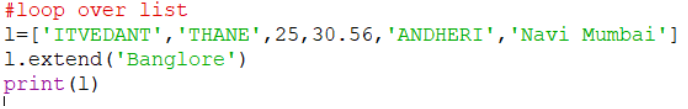 #loop over list
l=['ITVEDANT','THANE',25,30.56,'ANDHERI','Navi Mumbai']
l.extend('Banglore')
print(l)